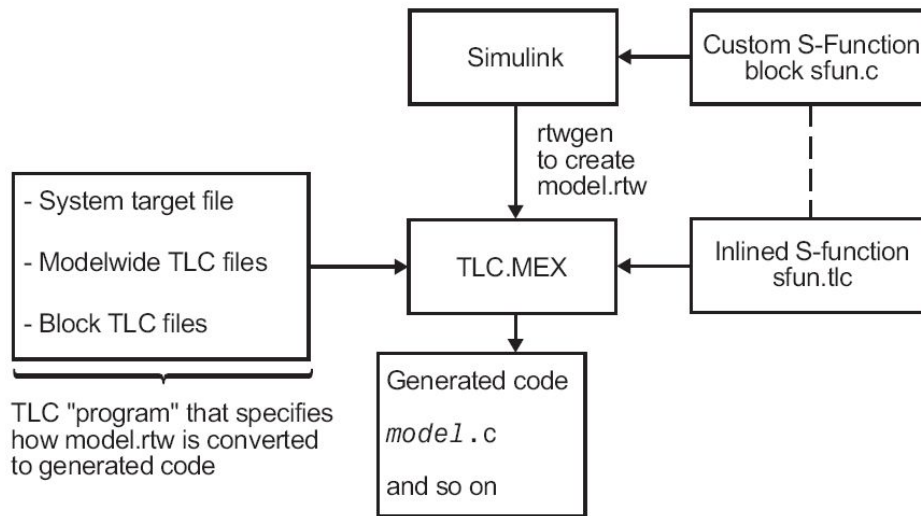 Simulink
Custom S-Function
block sfun.c
rtwgen
to create
model.rtw
- System target file
- Modelwide TLC files
- Block TLC files
TLC.MEX
Inlined S-function
sfun.tlc
TLC "program" that specifies
how model.rtw is converted
to generated code
Generated code
model.c
and so on